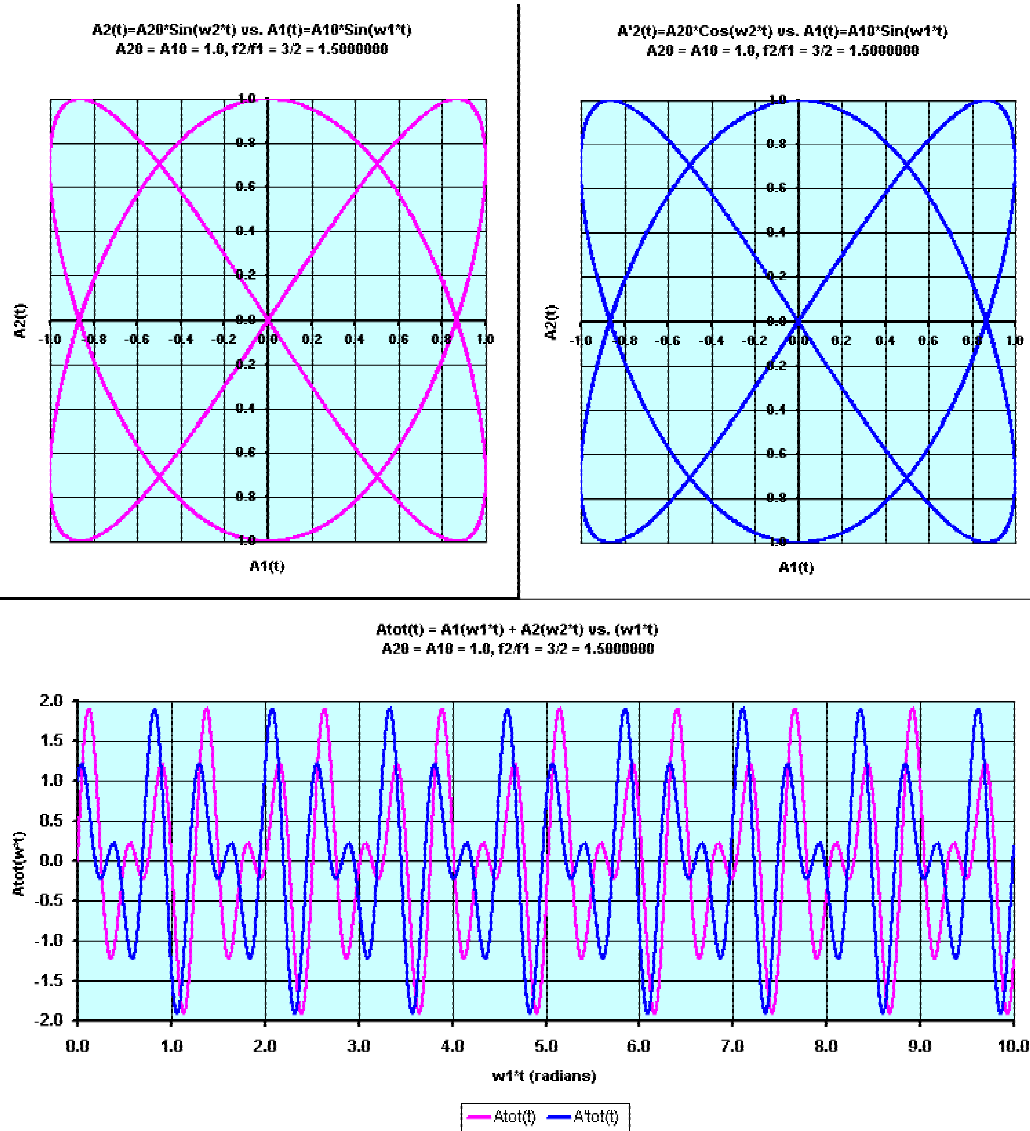 A2(t)=A20*Sin(w2*t) vs. A1(t)=A10*Sin(w1*t)
A20 = A10 = 1.0, f2/f1 = 3/2 = 1.5000000
1.0
0.8
0.6
0.4
0.2
0.0
-1.0 -0.8 -0.6 -0.4 -0.2 0.0 0.2 0.4 0.6 0.8 1.0
0.2
0.4
0.6
0.8
1.0
A2(t)
A1(t)
A'2(t)=A20*Cos(w2*t) vs. A1(t)=A10*Sin(w1*t)
A20 = A10 = 1.0, f2/f1 = 3/2 = 1.5000000
1.0
0.8
0.6
0.4
0.2
0.0
-1.0 -0.8 -0.6 -0.4 -0.2 0.0 0.2 0.4 0.6 0.8 1.0
0.2
0.4
0.6
0.8
1.0
A2(t)
A1(t)
Atot(t) = A1(w1*t) + A2(w2*t) vs. (w1*t)
A20 = A10 = 1.0, f2/f1 = 3/2 = 1.5000000
2.0
1.5
1.0
0.5
0.0
-0.5
-1.0
-1.5
-2.0
Atot(w*t)
0.0 1.0 2.0 3.0 4.0 5.0 6.0 7.0 8.0 9.0 10.0
w1*t (radians)
Atot(t) A'tot(t)